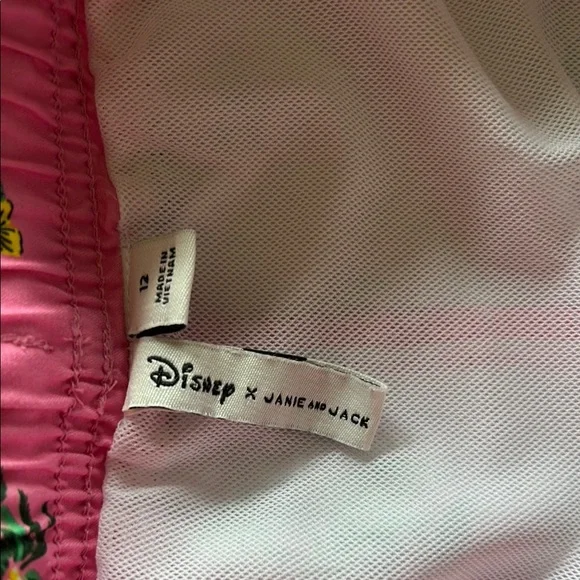 12
MADE IN
VIETNAM
Disney X JANIE AND JACK